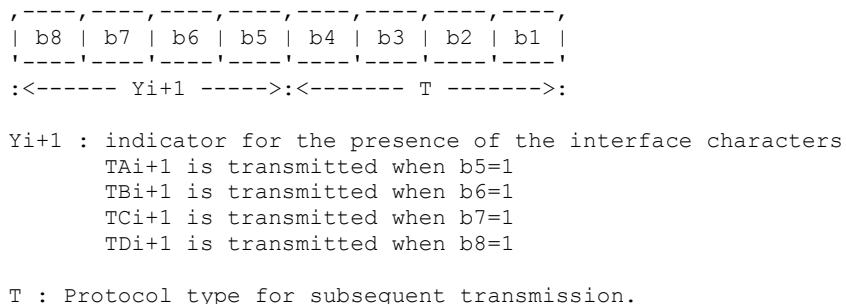 ,----,----,----,----,----,----,----,----,
| b8 | b7 | b6 | b5 | b4 | b3 | b2 | b1 |
'----'----'----'----'----'----'----'----'
:<------ Yi+1 ----->:<------- T ------->:
Yi+1 : indicator for the presence of the interface characters
TAi+1 is transmitted when b5=1
TBi+1 is transmitted when b6=1
TCi+1 is transmitted when b7=1
TDi+1 is transmitted when b8=1
T : Protocol type for subsequent transmission.